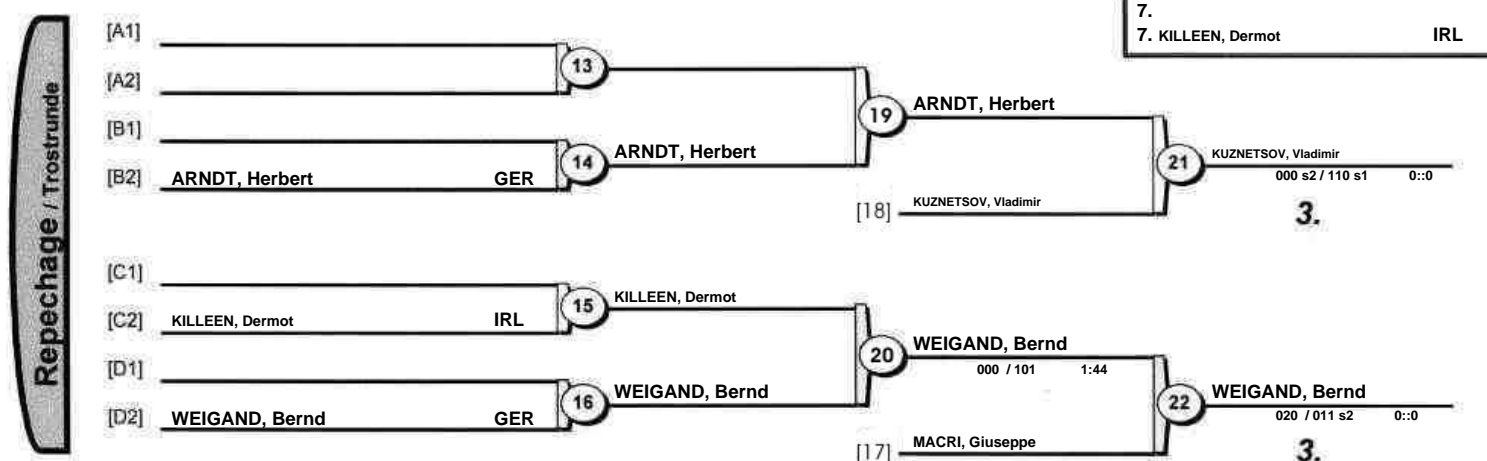 7.
7. KILLEEN, Dermot IRL
Repechage / Trostrunde
[A1]
13
[A2]
19 ARNDT, Herbert
[B1]
14 ARNDT, Herbert
21 KUZNETSOV, Vladimir
000 s2 / 110 s1 0::0
[B2] ARNDT, Herbert GER
[18] KUZNETSOV, Vladimir
3.
[C1]
15 KILLEEN, Dermot
[C2] KILLEEN, Dermot IRL
20 WEIGAND, Bernd
000 / 101 1:44
[D1]
16 WEIGAND, Bernd
22 WEIGAND, Bernd
020 / 011 s2 0::0
[D2] WEIGAND, Bernd GER
[17] MACRI, Giuseppe
3.